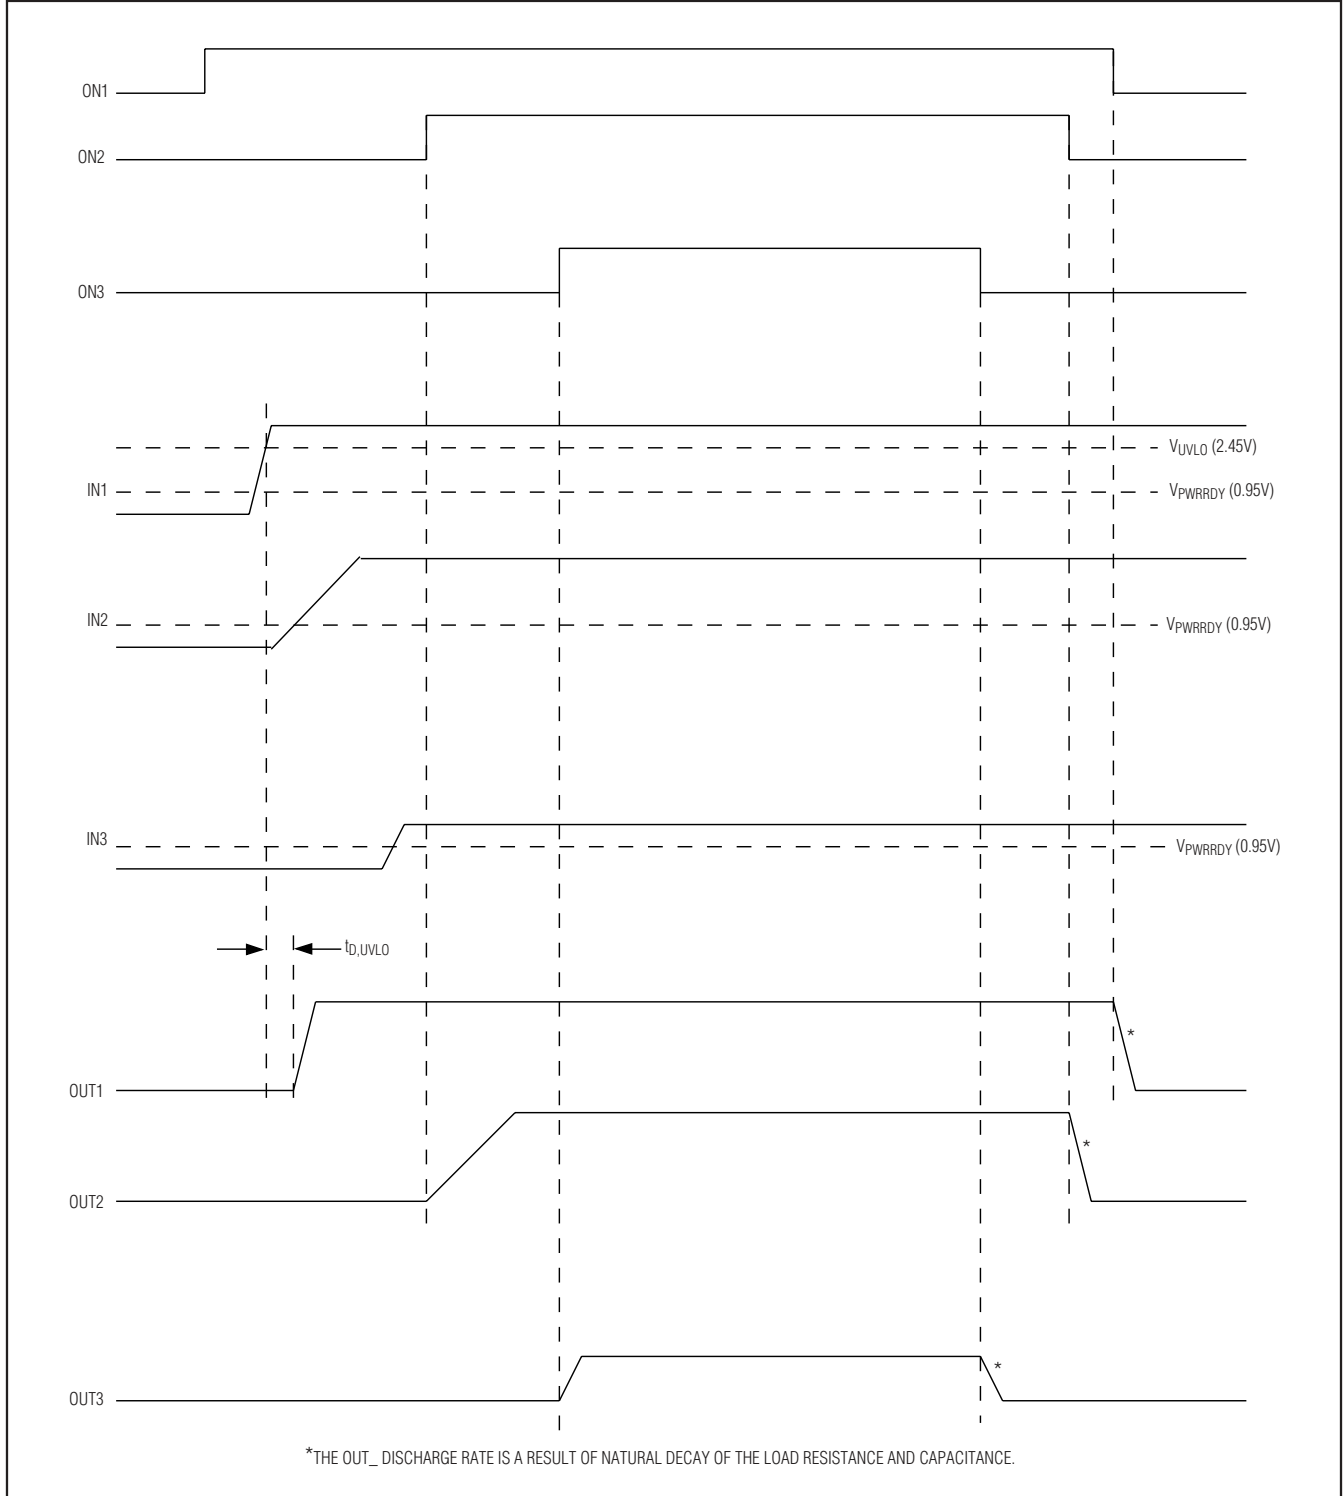 ON1
ON2
ON3
VUVLO (2.45V)
IN1
VPWRRDY (0.95V)
IN2
VPWRRDY (0.95V)
IN3
VPWRRDY (0.95V)
tD,UVLO
*
OUT1
*
OUT2
*
OUT3
*THE OUT_ DISCHARGE RATE IS A RESULT OF NATURAL DECAY OF THE LOAD RESISTANCE AND CAPACITANCE.